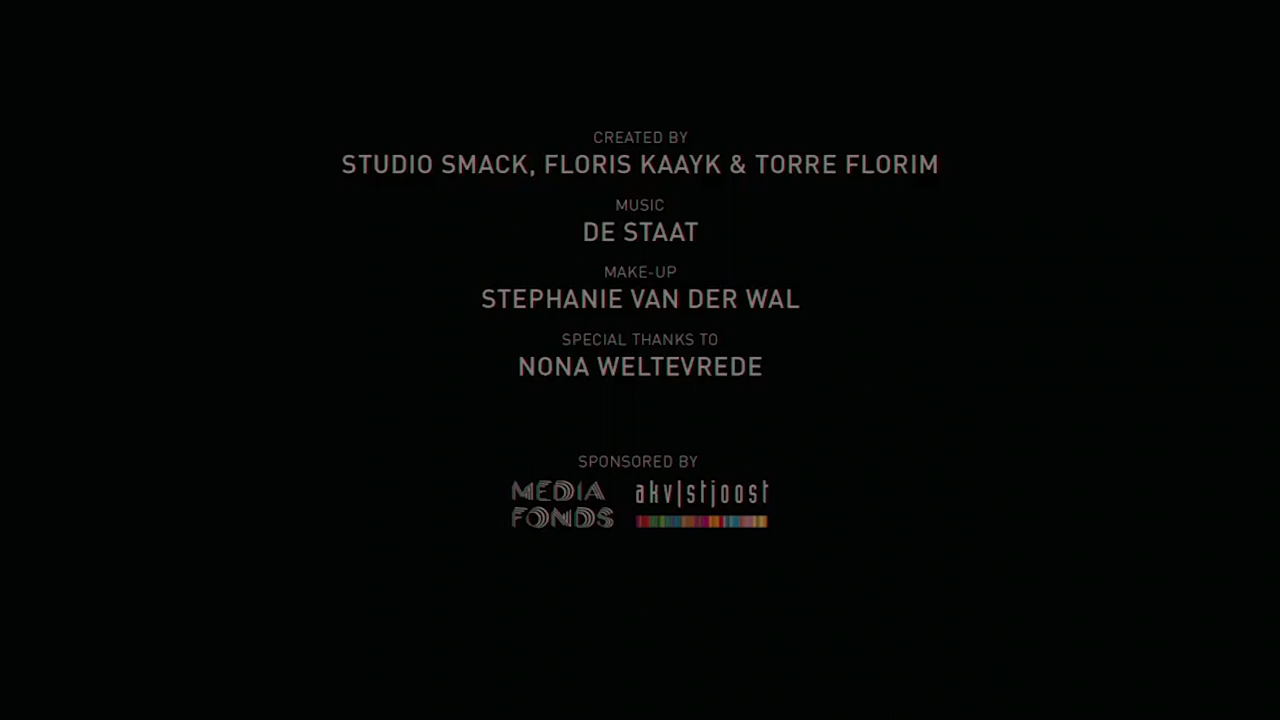 CREATED BY
STUDIO SMACK, FLORIS KAAYK & TORRE FLORIM
MUSIC
DE STAAT
MAKE-UP
STEPHANIE VAN DER WAL
SPECIAL THANKS TO
NONA WELTEVREDE
SPONSORED BY
MEDIA FONDS
akv|stjoost